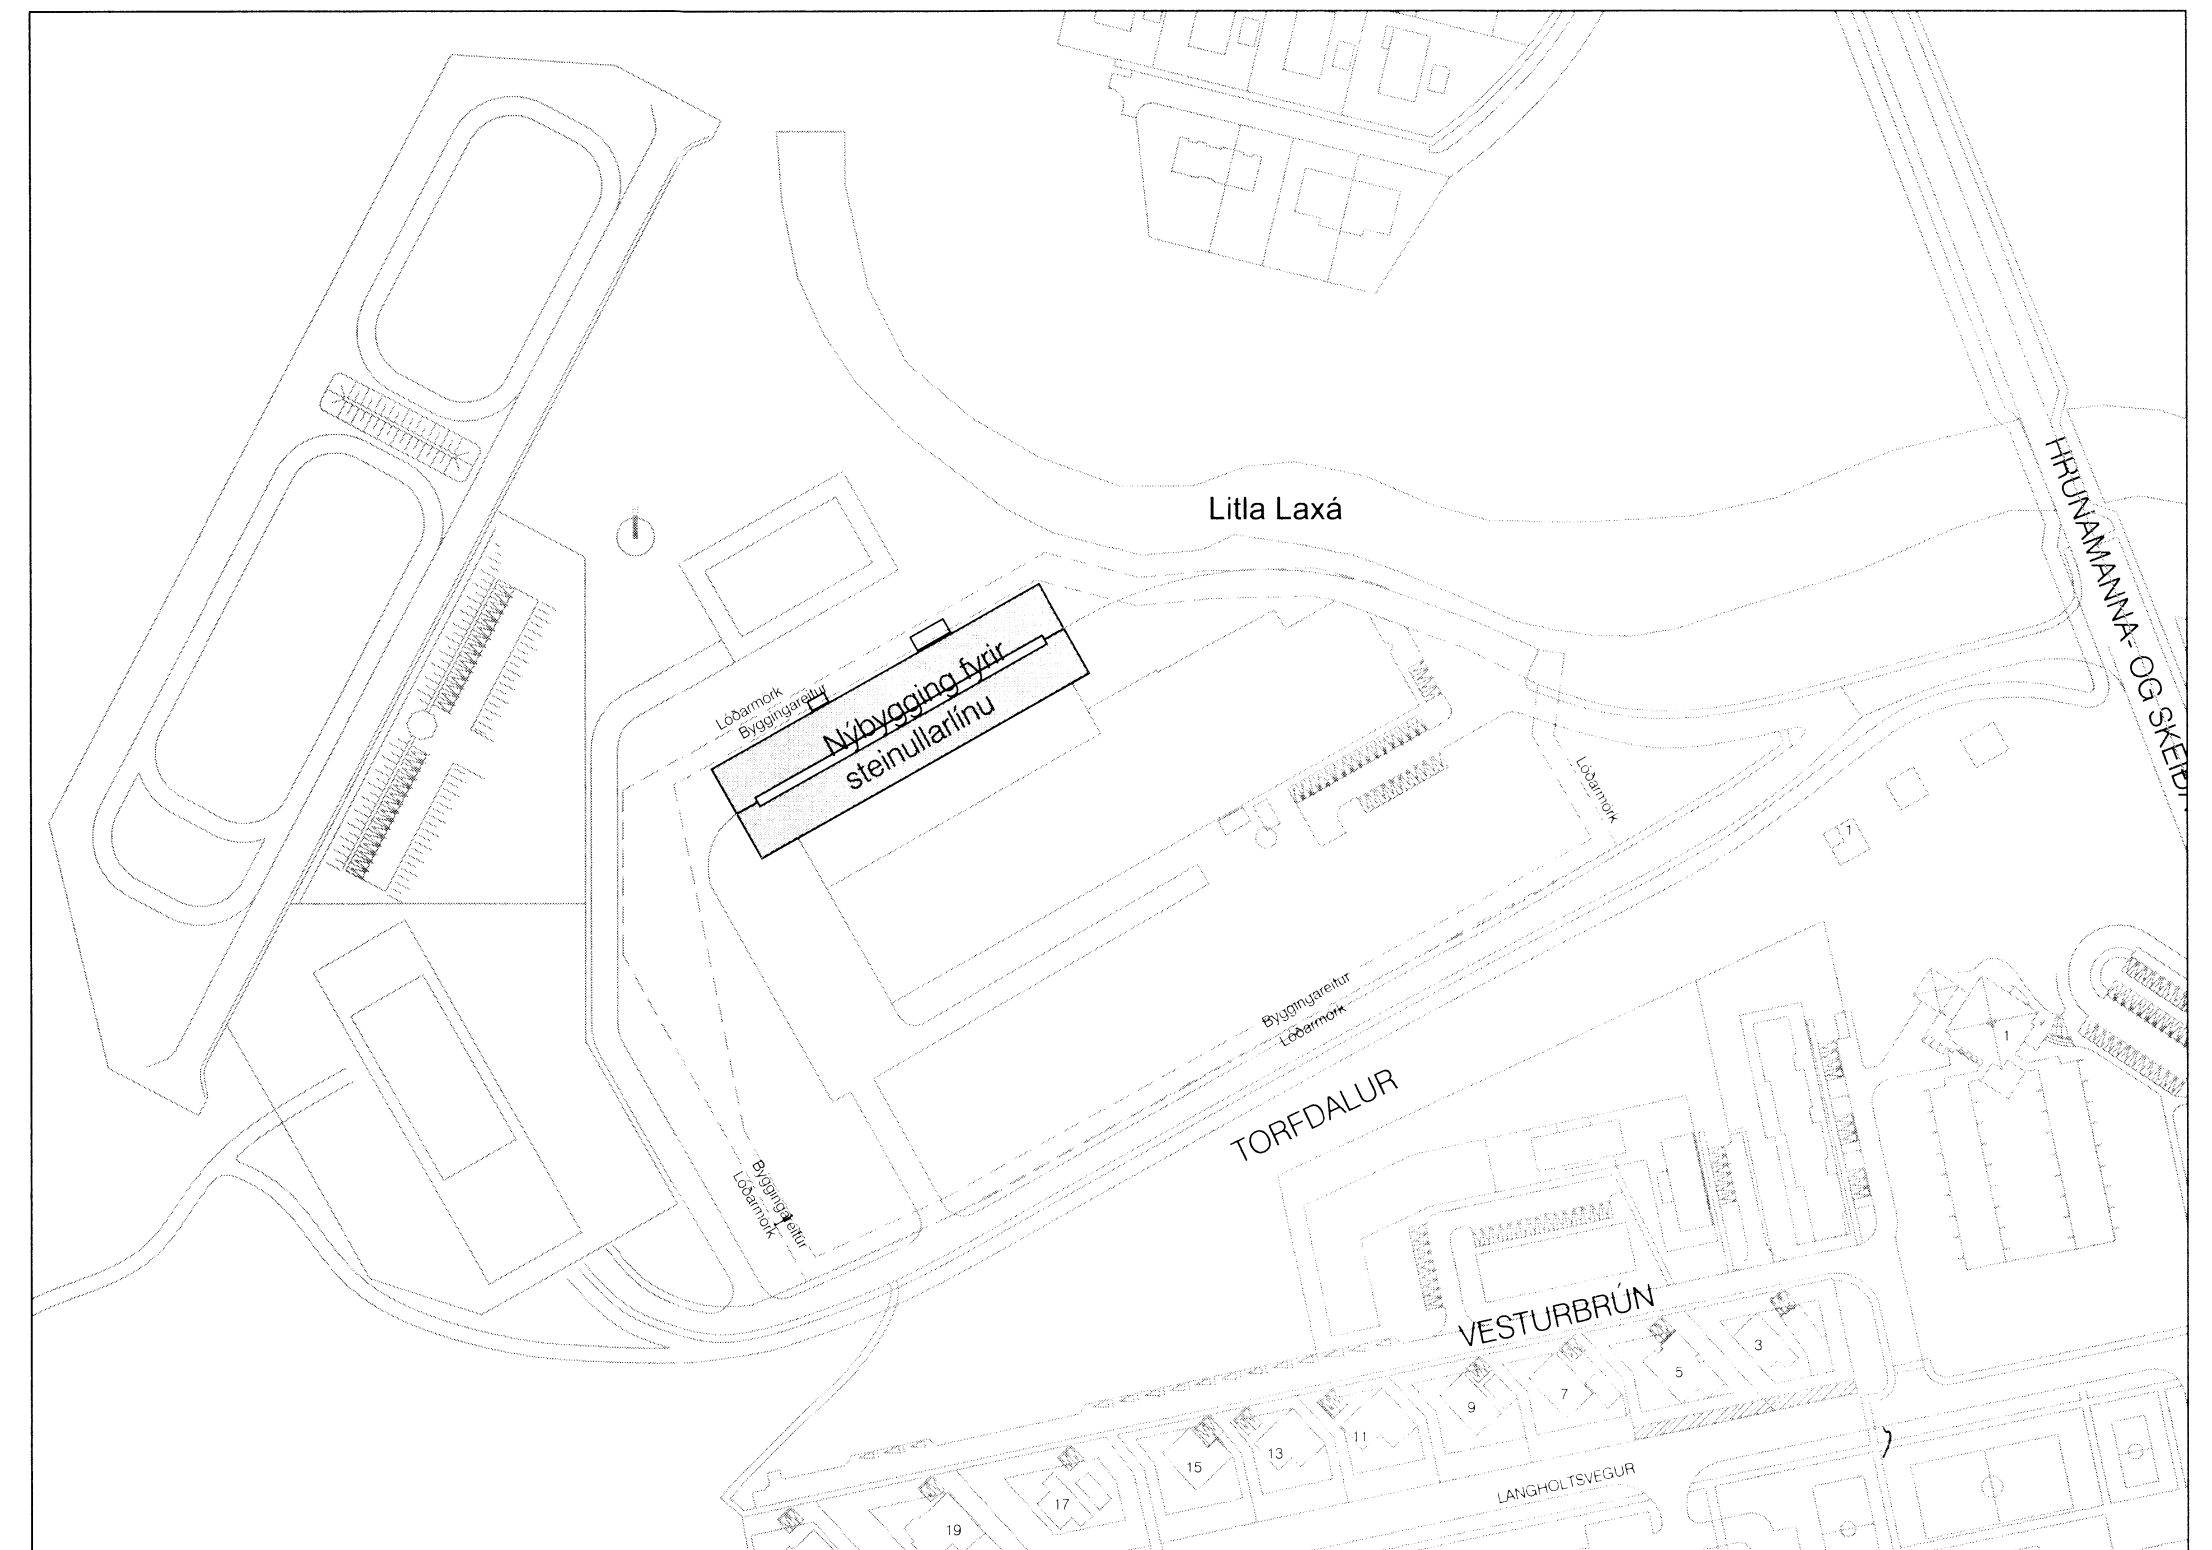 Litla Laxá
HRUNAMANNA- OG SKEIÐA
Lóðarmörk
Byggingareitur
Nýbygging fyrir
steinullarlínu
Lóðarmörk
7
Byggingareitur
Lóðarmörk
1
TORFDALUR
Byggingareitur
Lóðarmörk
VESTURBRÚN
3
5
7
9
11
13
15
17
19
LANGHOLTSVEGUR